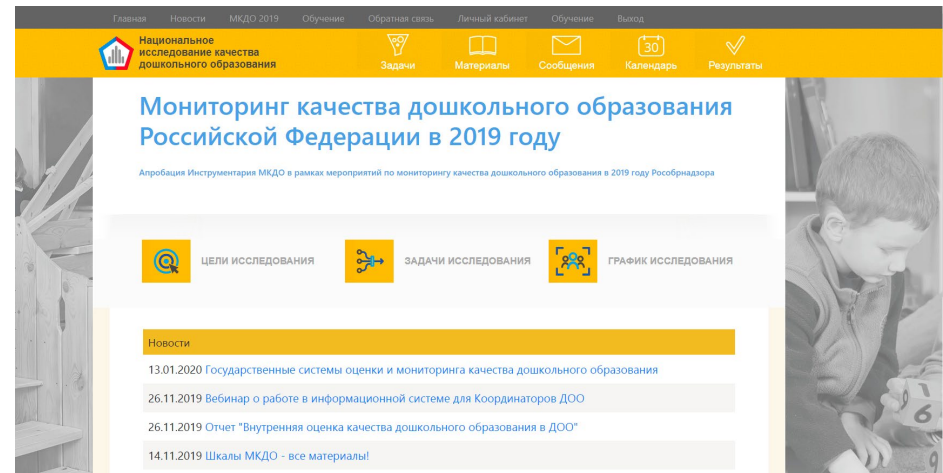 Главная Новости МКДО 2019 Обучение Обратная связь Личный кабинет Обучение Выход
Национальное
исследование качества
дошкольного образования
Задачи Материалы Сообщения 30 Календарь Результаты
Мониторинг качества дошкольного образования
Российской Федерации в 2019 году
Апробация Инструментария МКДО в рамках мероприятий по мониторингу качества дошкольного образования в 2019 году Рособрнадзора
ЦЕЛИ ИССЛЕДОВАНИЯ ЗАДАЧИ ИССЛЕДОВАНИЯ ГРАФИК ИССЛЕДОВАНИЯ
Новости
13.01.2020 Государственные системы оценки и мониторинга качества дошкольного образования
26.11.2019 Вебинар о работе в информационной системе для Координаторов ДОО
26.11.2019 Отчет "Внутренняя оценка качества дошкольного образования в ДОО"
14.11.2019 Шкалы МКДО - все материалы!
6